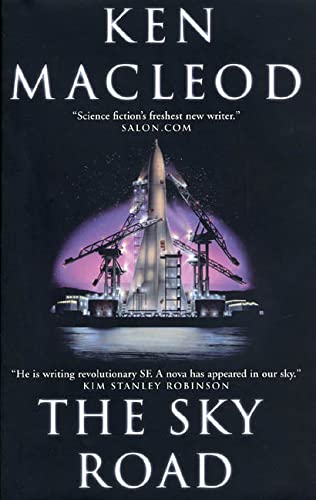 KEN
MACLEOD
"Science fiction's freshest new writer."
SALON.COM
"He is writing revolutionary SF. A nova has appeared in our sky."
KIM STANLEY ROBINSON
THE SKY
ROAD